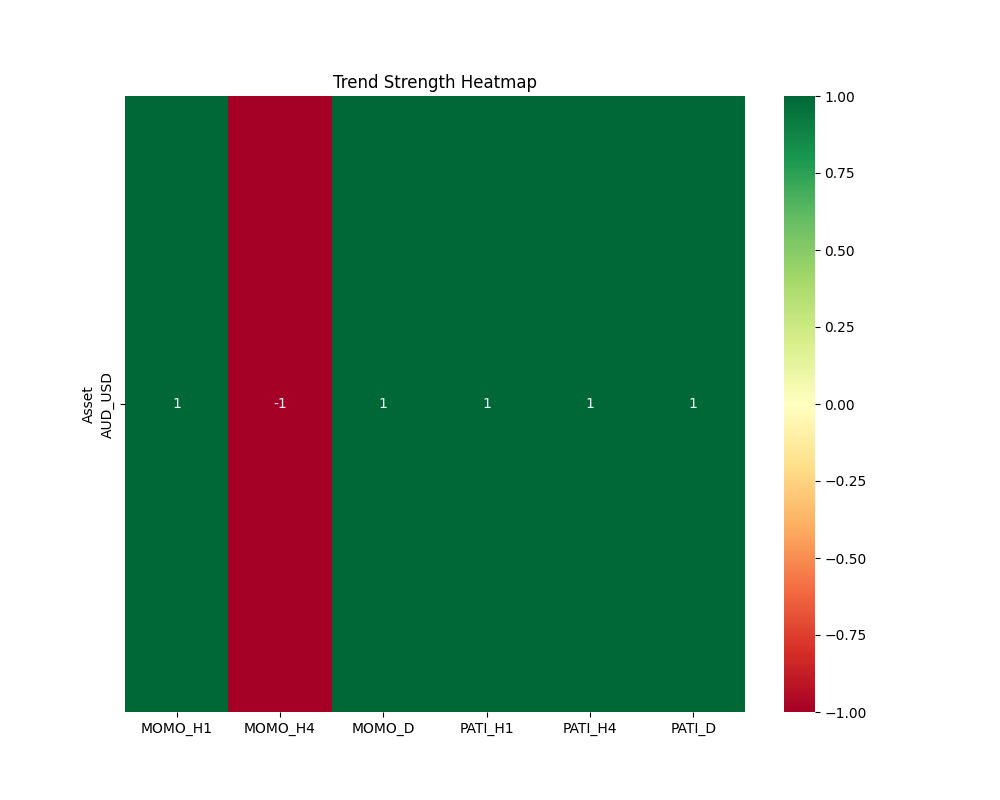 Trend Strength Heatmap
Asset
AUD_USD
1 -1 1 1 1 1
MOMO_H1 MOMO_H4 MOMO_D PATI_H1 PATI_H4 PATI_D
1.00
0.75
0.50
0.25
0.00
−0.25
−0.50
−0.75
−1.00